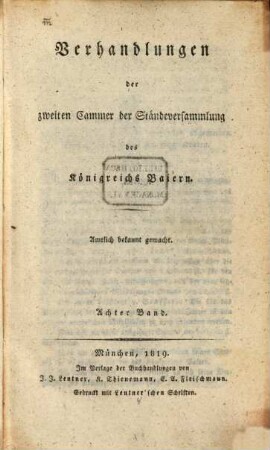 Verhandlungen
der
zweiten Cammer der Ständeversammlung
des
Königreichs Baiern.
Amtlich bekannt gemacht.
Achter Band.
München, 1819.
Im Verlage der Buchhandlungen von
J. J. Lentner, K. Thienemann, E. A. Fleischmann.
Gedruckt mit Lentner'schen Schriften.